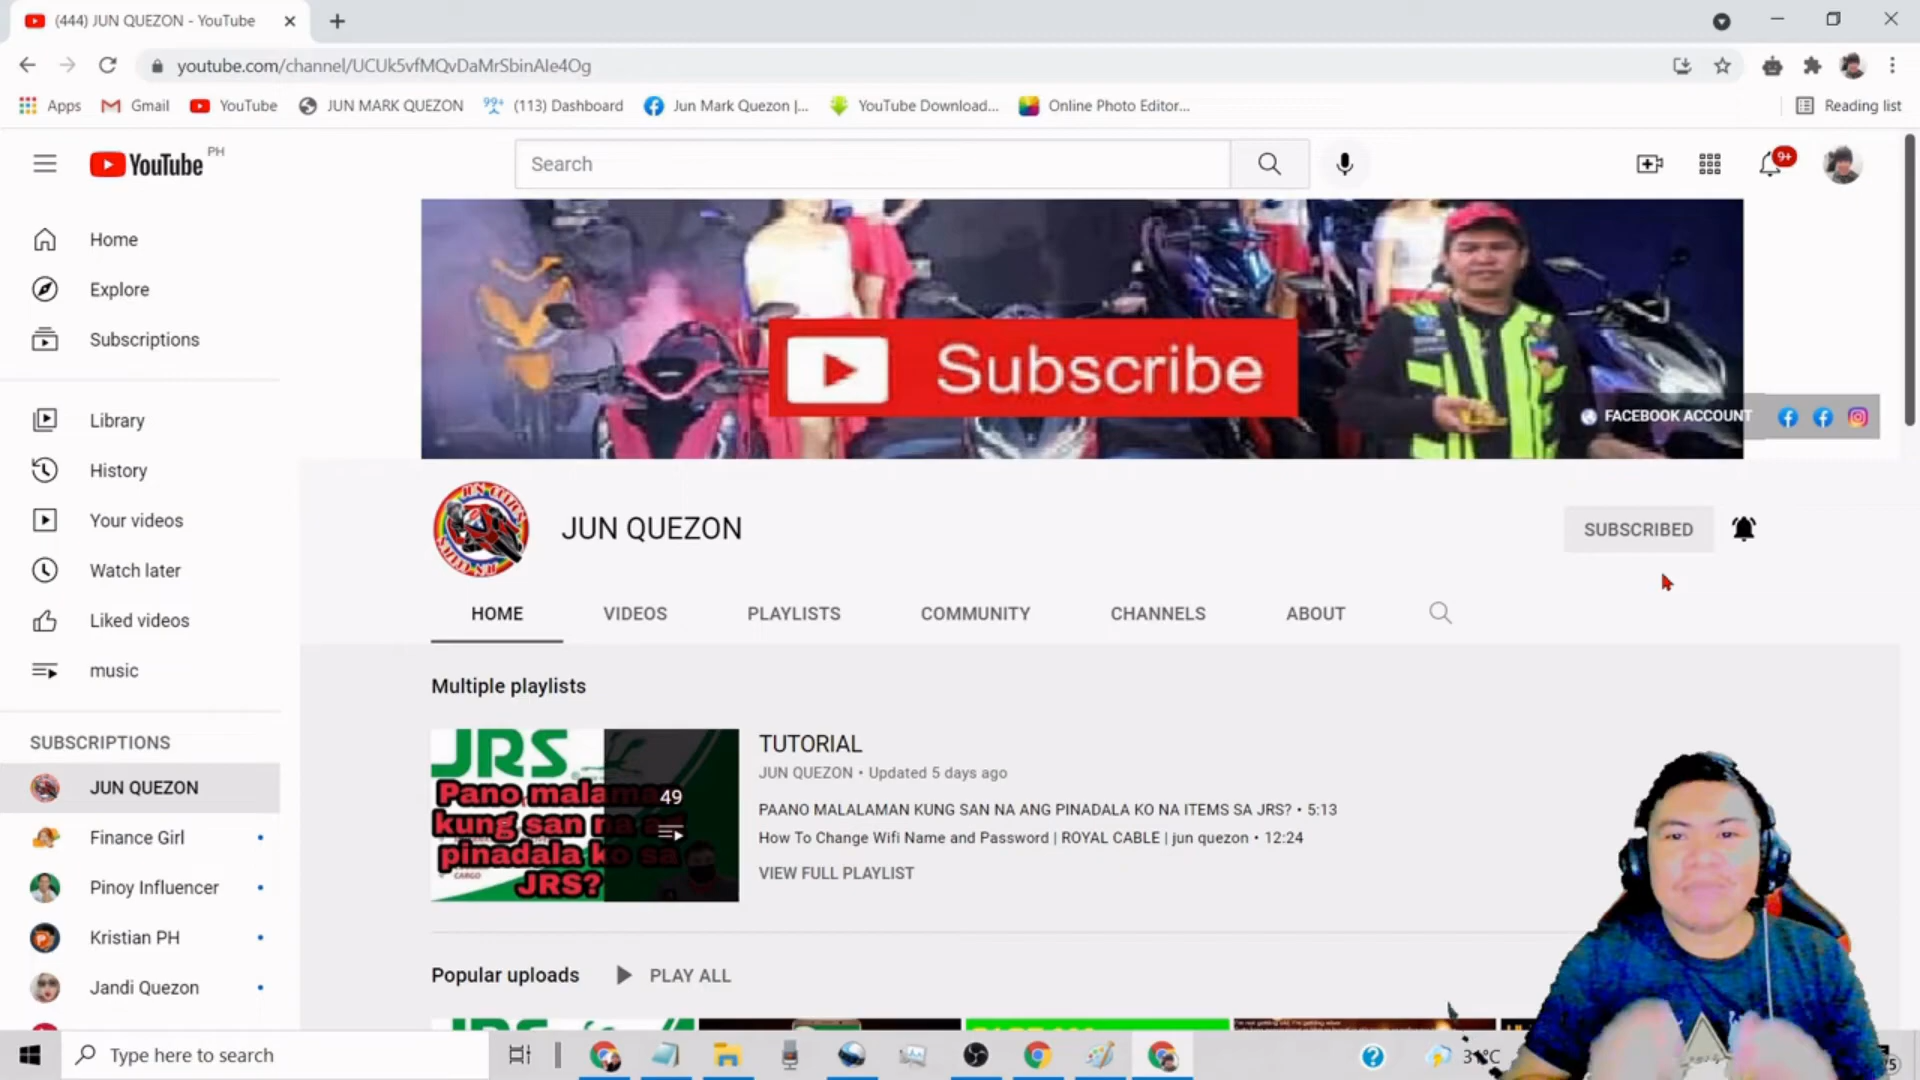 (444) JUN QUEZON - YouTube
youtube.com/channel/UCUk5vfMQvDaMrSbinAle4Og
Apps
Gmail
YouTube
JUN MARK QUEZON
99+
(113) Dashboard
Jun Mark Quezon |...
YouTube Download...
Online Photo Editor...
Reading list
YouTube PH
Search
9+
Home
Explore
Subscriptions
Library
History
Your videos
Watch later
Liked videos
music
SUBSCRIPTIONS
JUN QUEZON
Finance Girl
Pinoy Influencer
Kristian PH
Jandi Quezon
Subscribe
FACEBOOK ACCOUNT
JUN QUEZON
SUBSCRIBED
HOME
VIDEOS
PLAYLISTS
COMMUNITY
CHANNELS
ABOUT
Multiple playlists
JRS
Pano malama
kung san na
pinadala ko sa
JRS?
49
TUTORIAL
JUN QUEZON • Updated 5 days ago
PAANO MALALAMAN KUNG SAN NA ANG PINADALA KO NA ITEMS SA JRS? • 5:13
How To Change Wifi Name and Password | ROYAL CABLE | jun quezon • 12:24
VIEW FULL PLAYLIST
Popular uploads
PLAY ALL
Type here to search